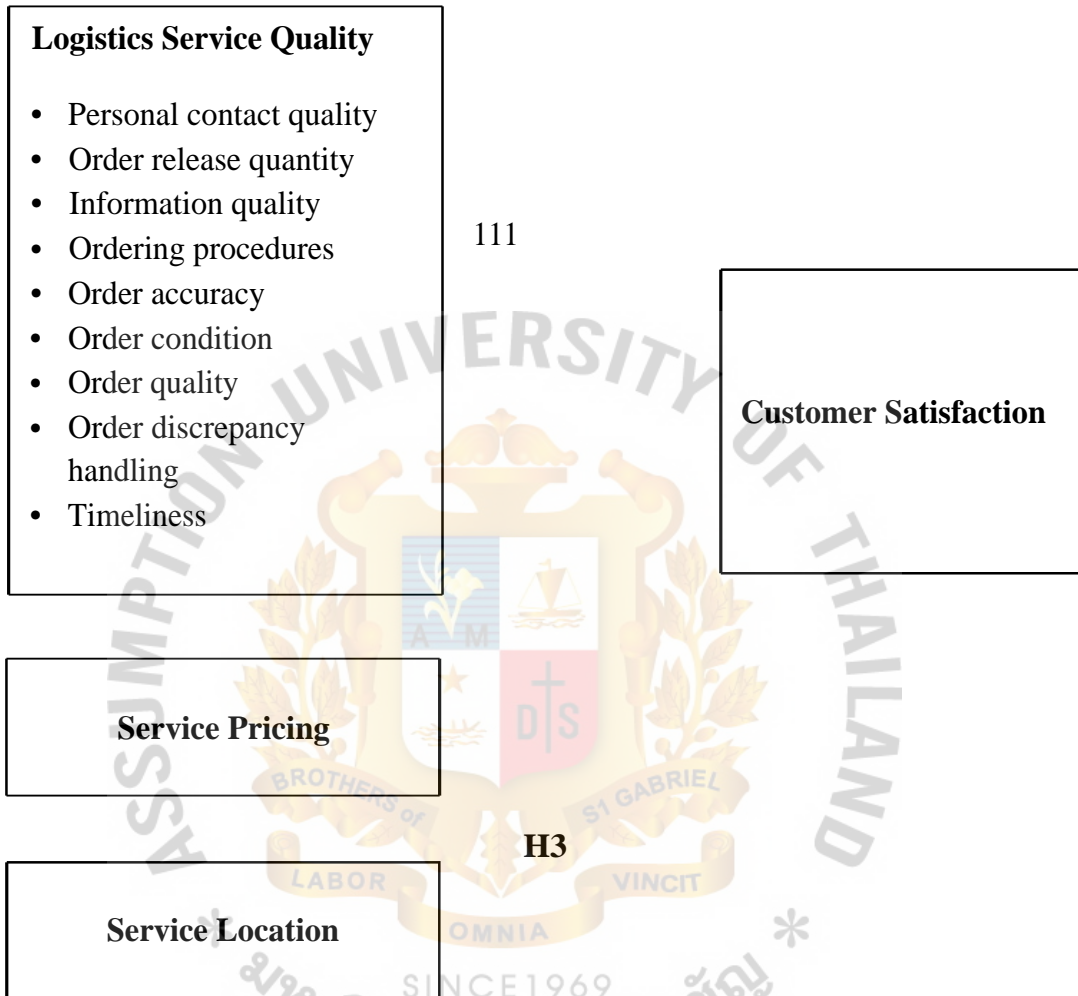 Logistics Service Quality
• Personal contact quality
• Order release quantity
• Information quality
• Ordering procedures
• Order accuracy
• Order condition
• Order quality
• Order discrepancy
handling
• Timeliness
111
Customer Satisfaction
Service Pricing
H3
Service Location
ASSUMPTION UNIVERSITY OF THAILAND
A M
D S
BROTHERS of S1 GABRIEL
LABOR
VINCIT
OMNIA
* *
SINCE1969